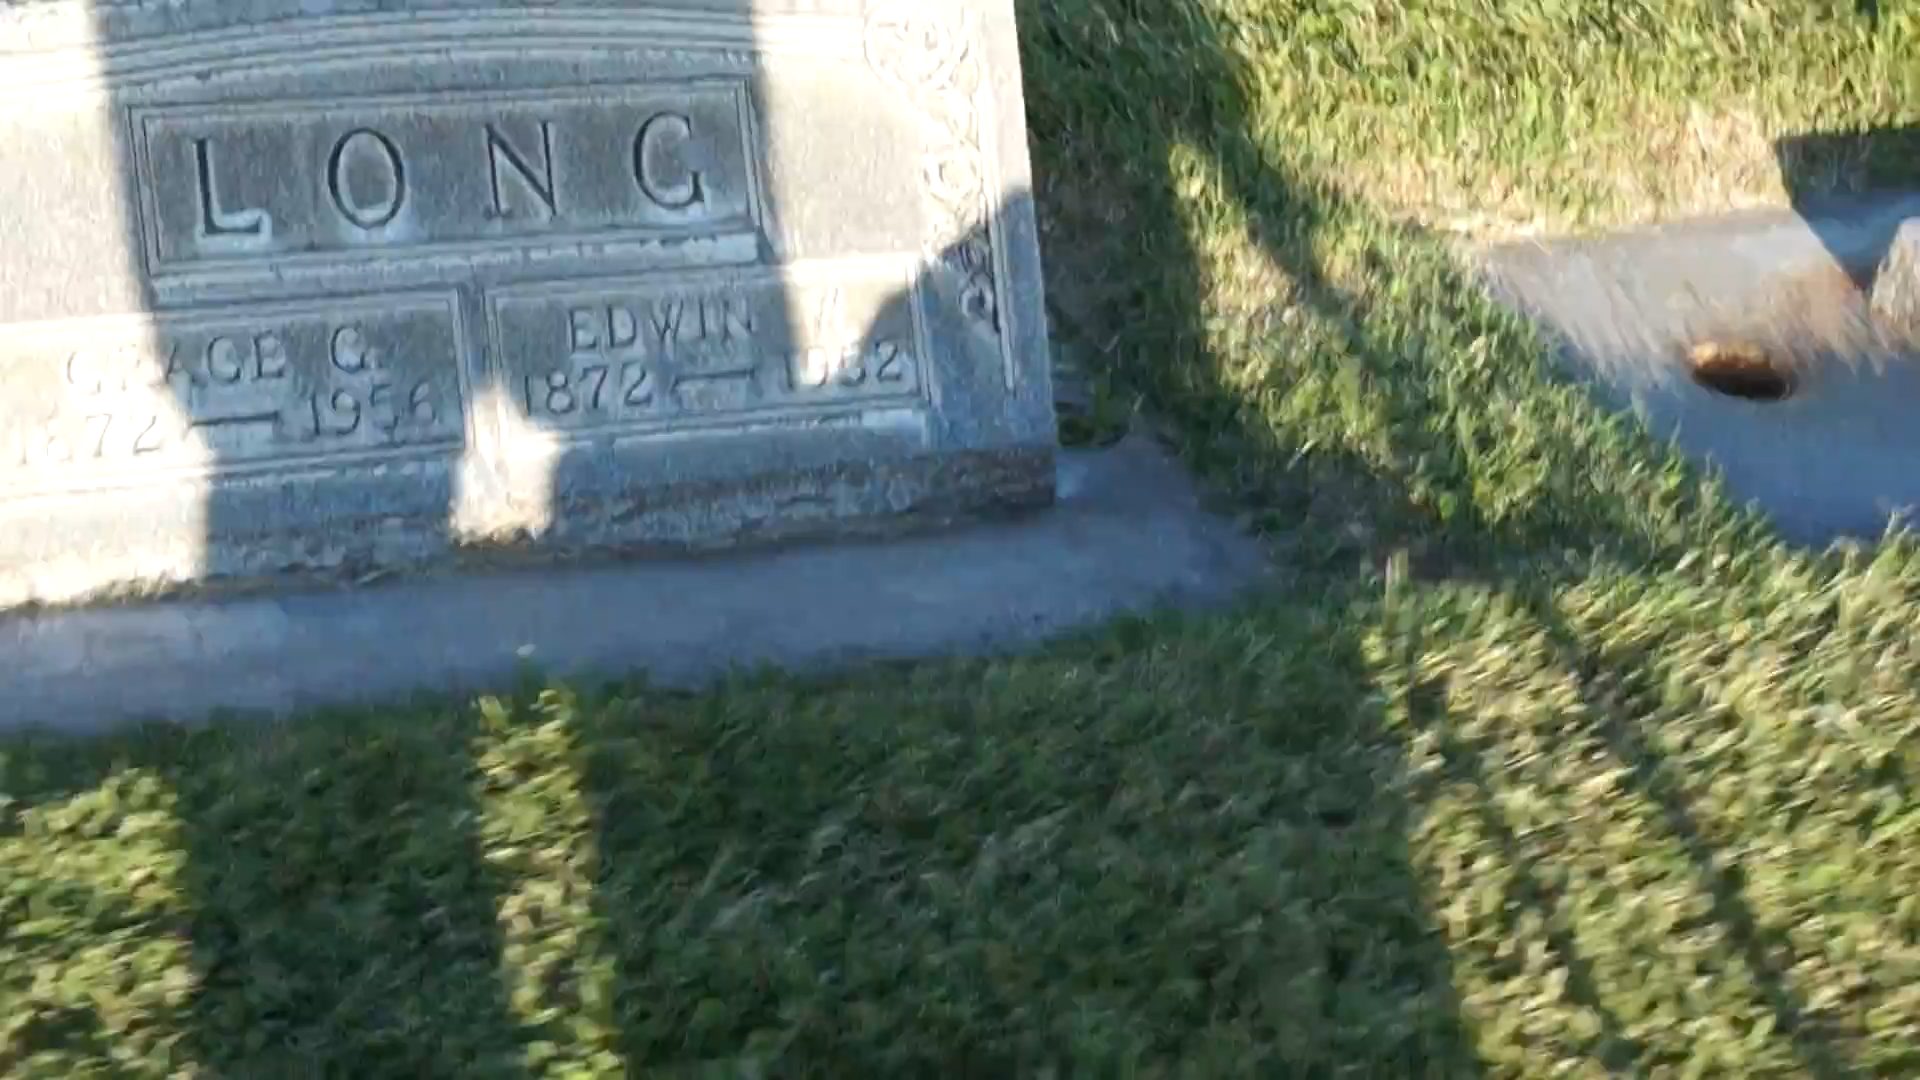 LONG
GRACE G.
1872 — 1956
EDWIN W.
1872 — 1952